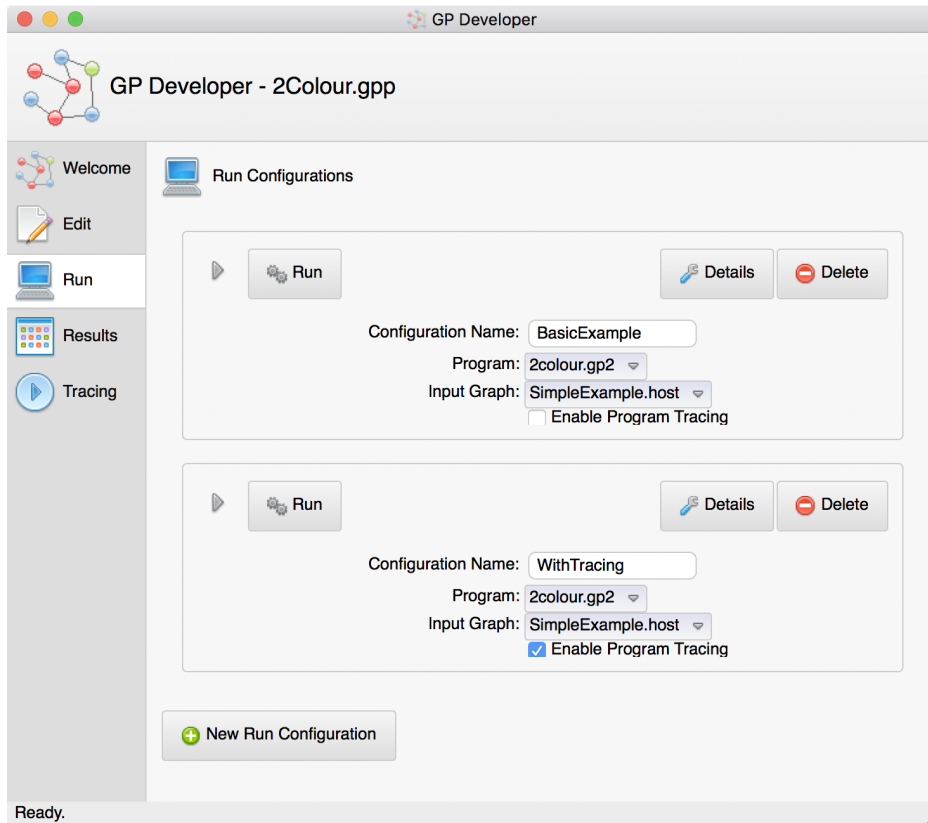 GP Developer
GP Developer - 2Colour.gpp
Welcome
Edit
Run
Results
Tracing
Run Configurations
Run
Details
Delete
Configuration Name: BasicExample
Program: 2colour.gp2
Input Graph: SimpleExample.host
Enable Program Tracing
Run
Details
Delete
Configuration Name: WithTracing
Program: 2colour.gp2
Input Graph: SimpleExample.host
Enable Program Tracing
New Run Configuration
Ready.